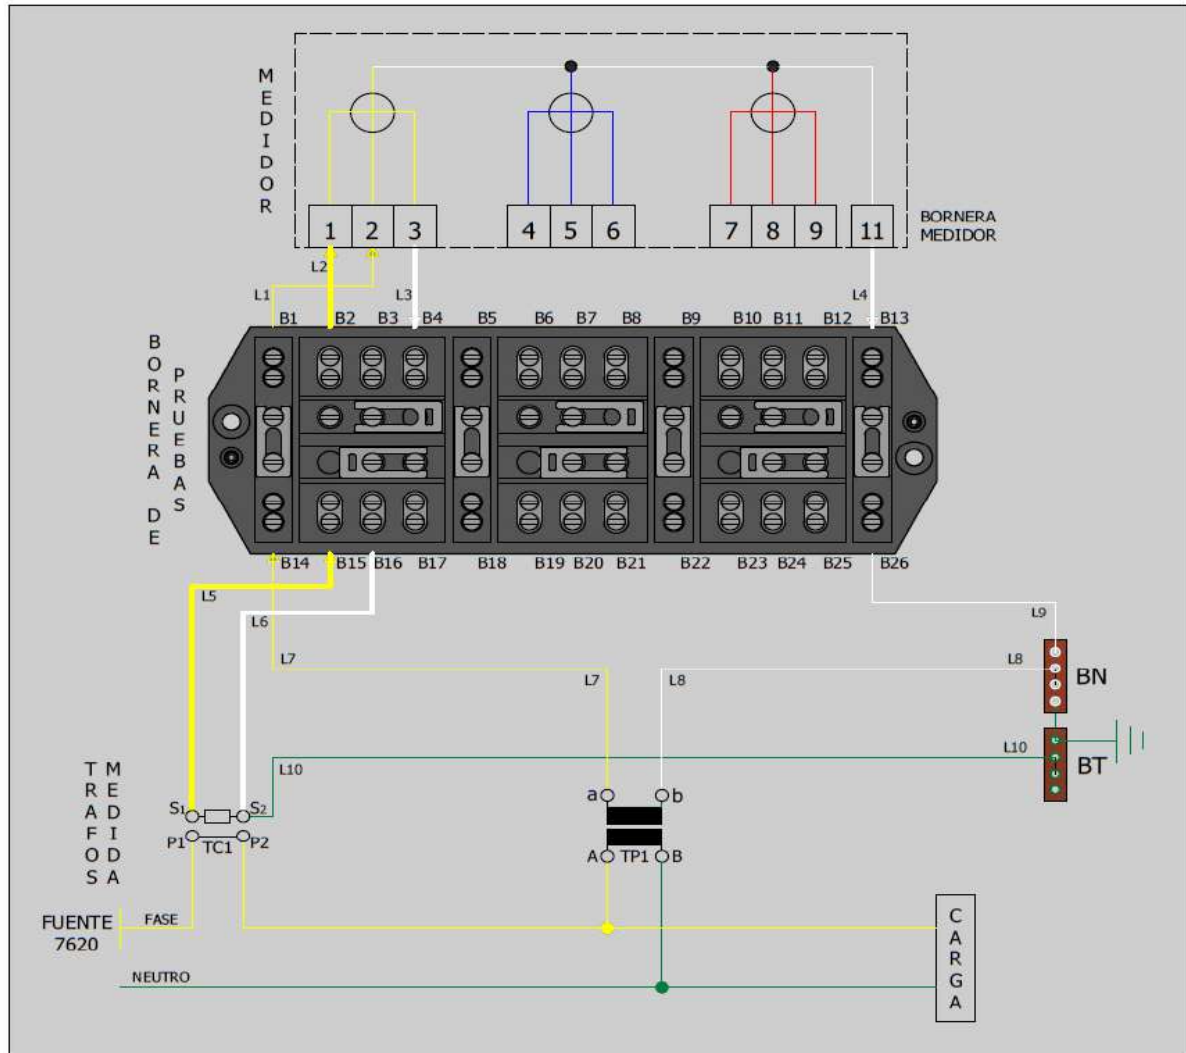 MEDIDOR
1 2 3 4 5 6 7 8 9 11
BORNERA
MEDIDOR
L2
L1 L3 L4
B1 B2 B3 B4 B5 B6 B7 B8 B9 B10 B11 B12 B13
BORNERA DE
PRUEBAS
B14 B15 B16 B17 B18 B19 B20 B21 B22 B23 B24 B25 B26
L5
L6
L9
L7 L7 L8 L8
BN
L10 L10
BT
TRAFOS
MEDIDA
S1 S2
a b
P1 TC1 P2
A TP1 B
FUENTE
7620
FASE
NEUTRO
CARGA